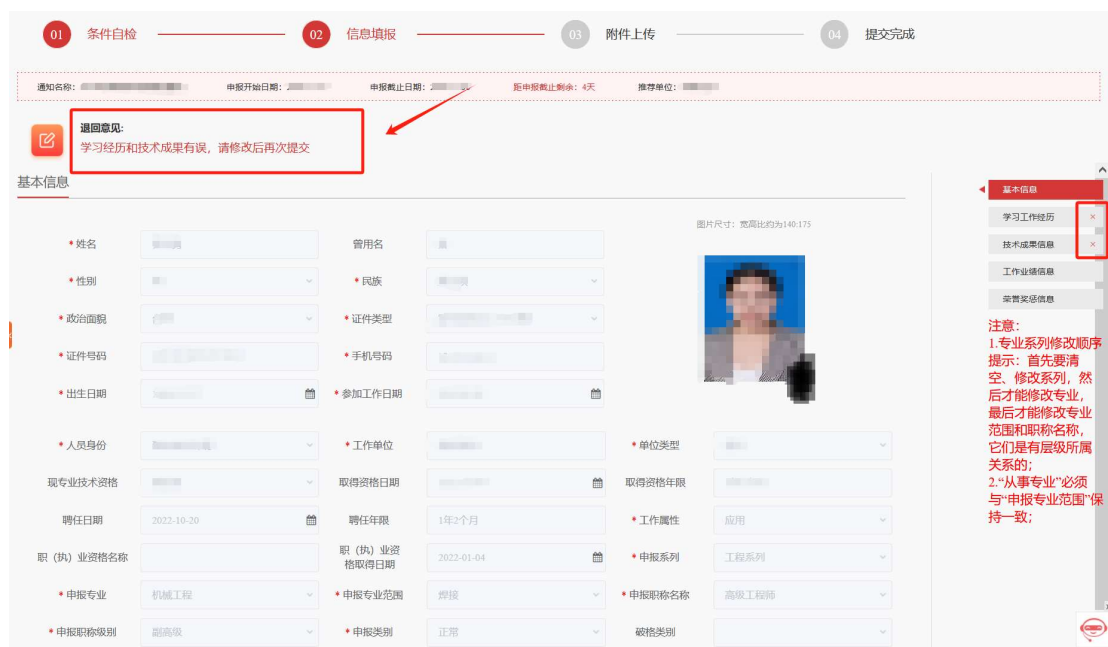 01 条件自检 02 信息填报 03 附件上传 04 提交完成
通知名称: 申报开始日期: 申报截止日期: 距申报截止剩余: 4天 推荐单位:
退回意见:
学习经历和技术成果有误，请修改后再次提交
基本信息
图片尺寸: 宽高比约为140:175
* 姓名 曾用名
* 性别 * 民族
* 政治面貌 * 证件类型
* 证件号码 * 手机号码
* 出生日期 * 参加工作日期
* 人员身份 * 工作单位 * 单位类型
现专业技术资格 取得资格日期 取得资格年限
聘任日期 2022-10-20 聘任年限 1年2个月 * 工作属性 应用
职（执）业资格名称 职（执）业资
格取得日期 2022-01-04 * 申报系列 工程系列
* 申报专业 机械工程 * 申报专业范围 焊接 * 申报职称名称 高级工程师
* 申报职称级别 副高级 * 申报类别 正常 破格类别
基本信息
学习工作经历 ×
技术成果信息 ×
工作业绩信息
荣誉奖惩信息
注意:
1.专业系列修改顺序
提示：首先要清
空、修改系列，然
后才能修改专业，
最后才能修改专业
范围和职称名称，
它们是有层级所属
关系的;
2.“从事专业”必须
与“申报专业范围”保
持一致;